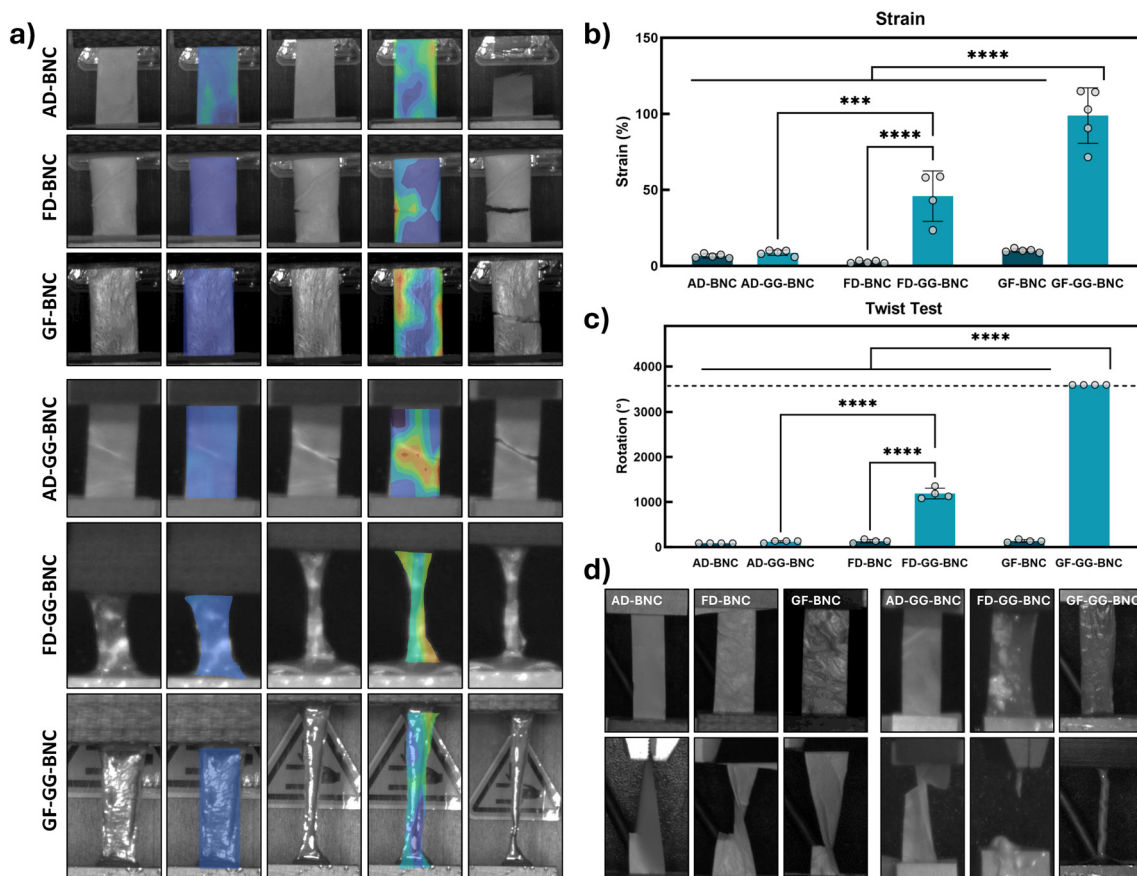 a)
AD-BNC
FD-BNC
GF-BNC
AD-GG-BNC
FD-GG-BNC
GF-GG-BNC
b)
Strain
Strain (%)
150
100
50
0
****
***
****
AD-BNC
AD-GG-BNC
FD-BNC
FD-GG-BNC
GF-BNC
GF-GG-BNC
c)
Twist Test
Rotation (°)
4000
3000
2000
1000
0
****
****
****
AD-BNC
AD-GG-BNC
FD-BNC
FD-GG-BNC
GF-BNC
GF-GG-BNC
d)
AD-BNC
FD-BNC
GF-BNC
AD-GG-BNC
FD-GG-BNC
GF-GG-BNC